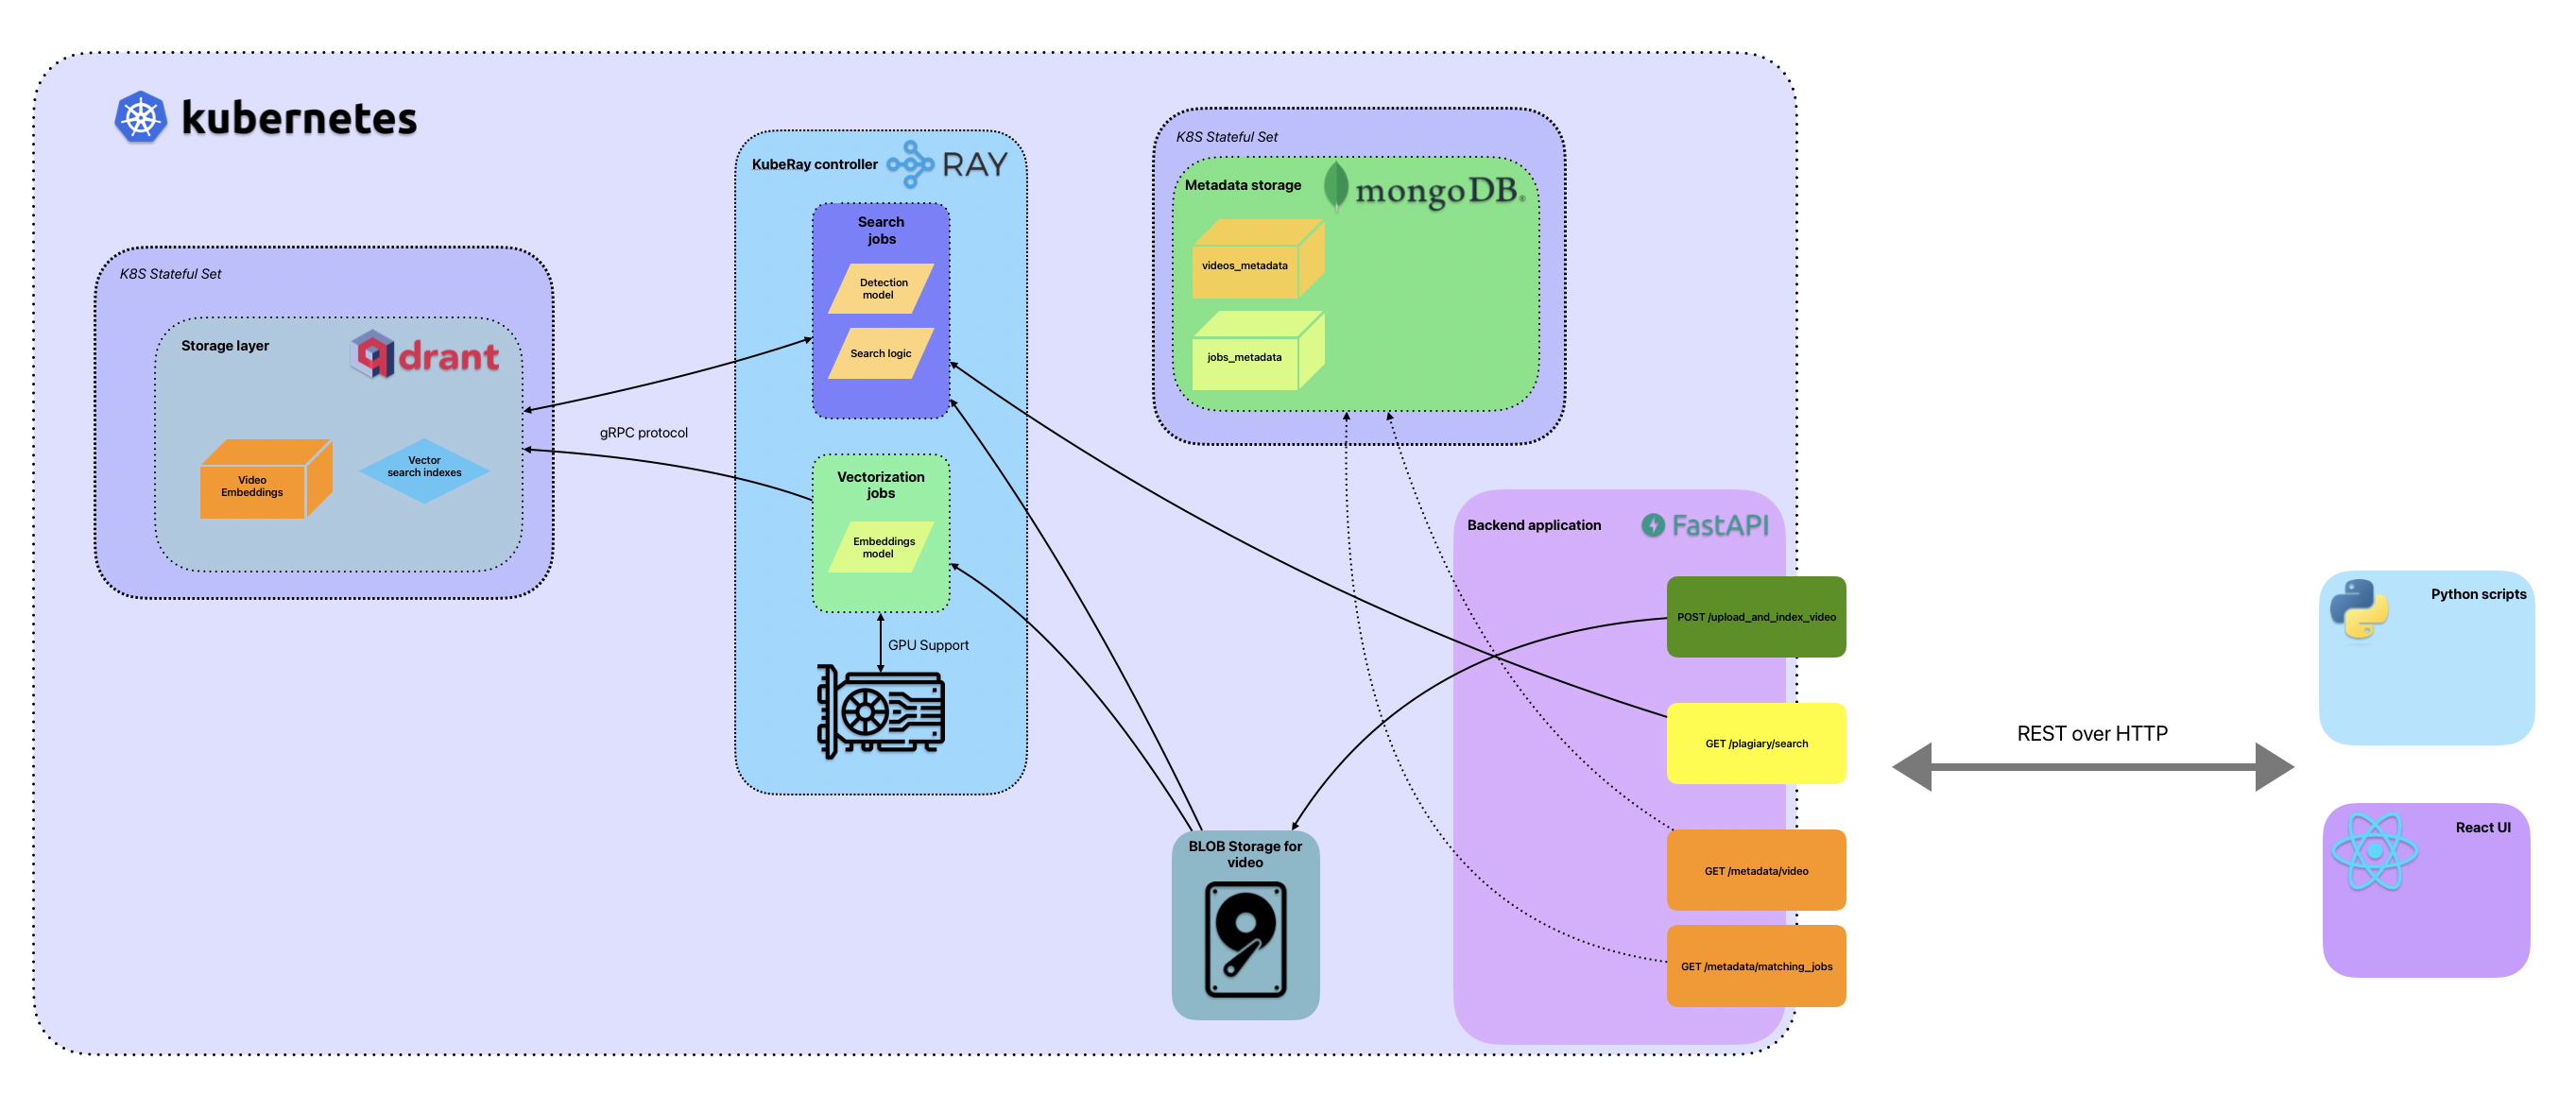 kubernetes
K8S Stateful Set
Storage layer
qdrant
Video
Embeddings
Vector
search indexes
gRPC protocol
KubeRay controller
RAY
Search
jobs
Detection
model
Search logic
Vectorization
jobs
Embeddings
model
GPU Support
K8S Stateful Set
Metadata storage
mongoDB®
videos_metadata
jobs_metadata
BLOB Storage for
video
Backend application
FastAPI
POST /upload_and_index_video
GET /plagiary/search
GET /metadata/video
GET /metadata/matching_jobs
REST over HTTP
Python scripts
React UI